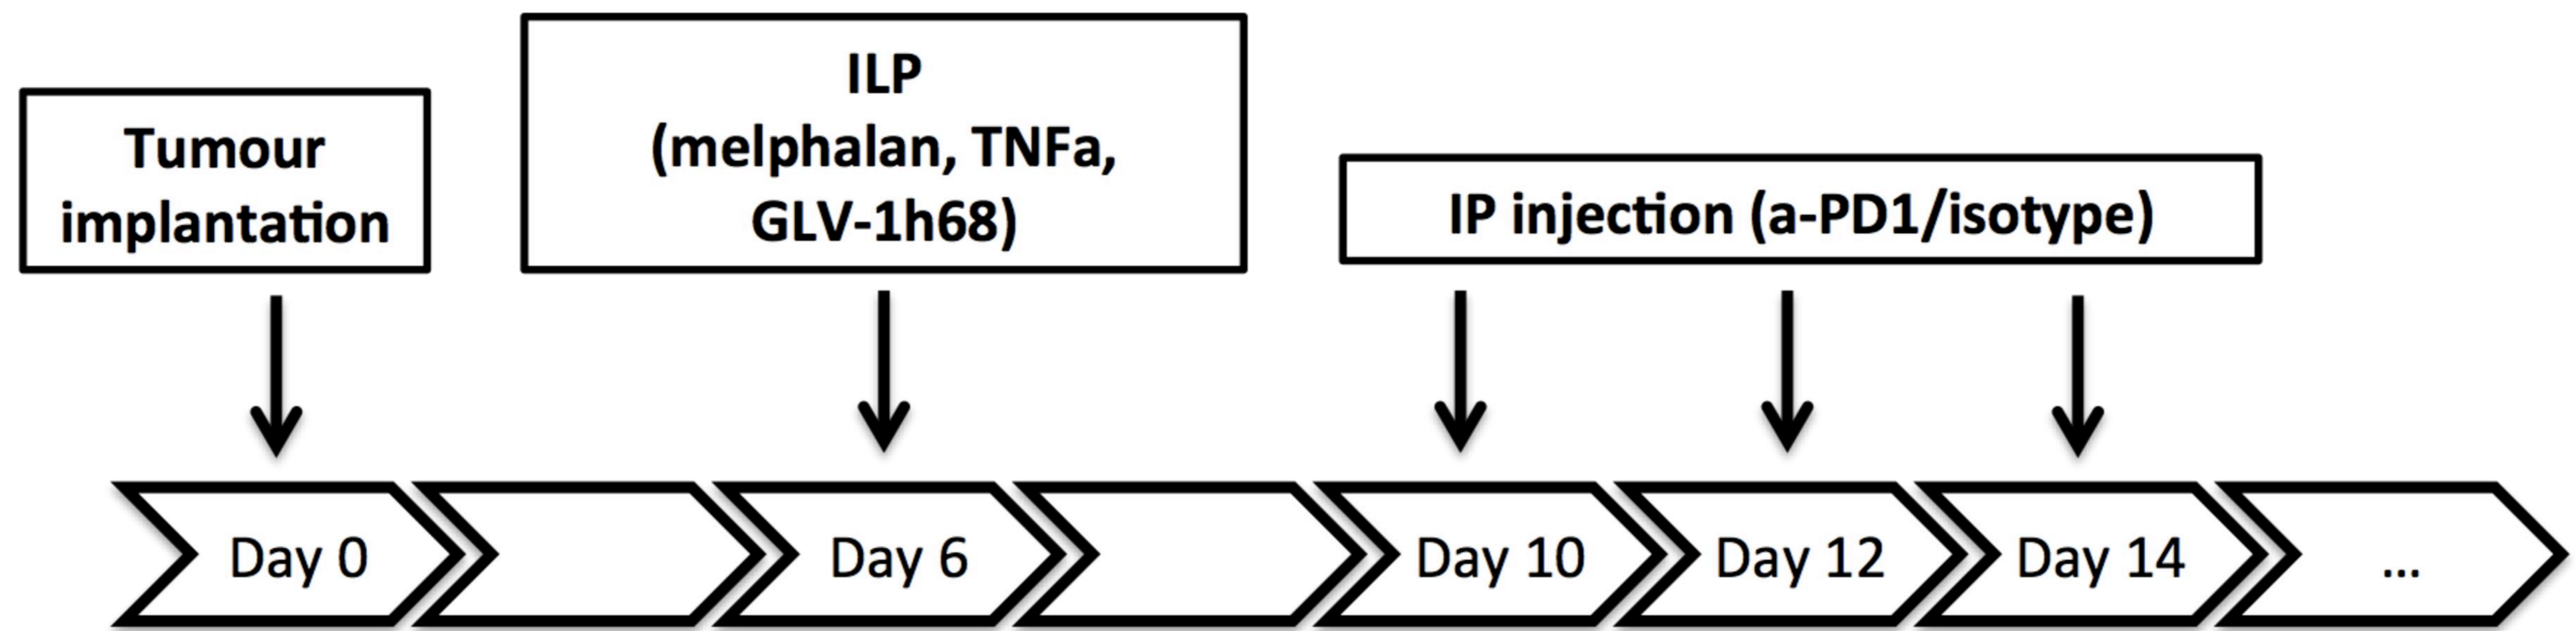 Tumour
implantation
ILP
(melphalan, TNFa,
GLV-1h68)
IP injection (a-PD1/isotype)
Day 0
Day 6
Day 10
Day 12
Day 14
...